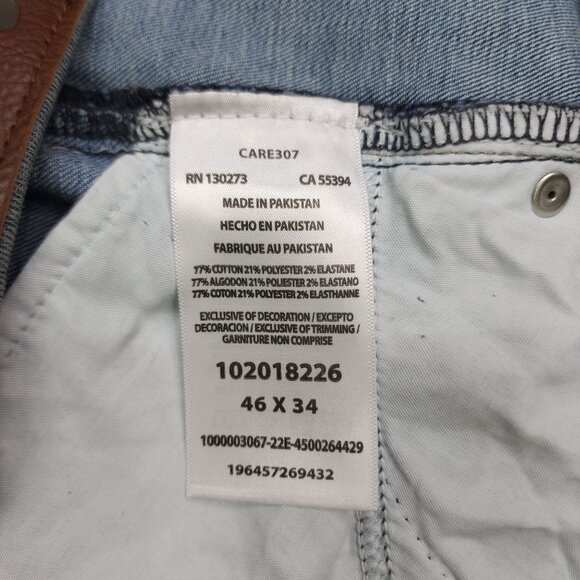 CARE307
RN 130273 CA 55394
MADE IN PAKISTAN
HECHO EN PAKISTAN
FABRIQUE AU PAKISTAN
77% COTTON 21% POLYESTER 2% ELASTANE
77% ALGODON 21% POLIESTER 2% ELASTANO
77% COTON 21% POLYESTER 2% ELASTHANNE
EXCLUSIVE OF DECORATION / EXCEPTO
DECORACION / EXCLUSIVE OF TRIMMING /
GARNITURE NON COMPRISE
102018226
46 X 34
1000003067-22E-4500264429
196457269432